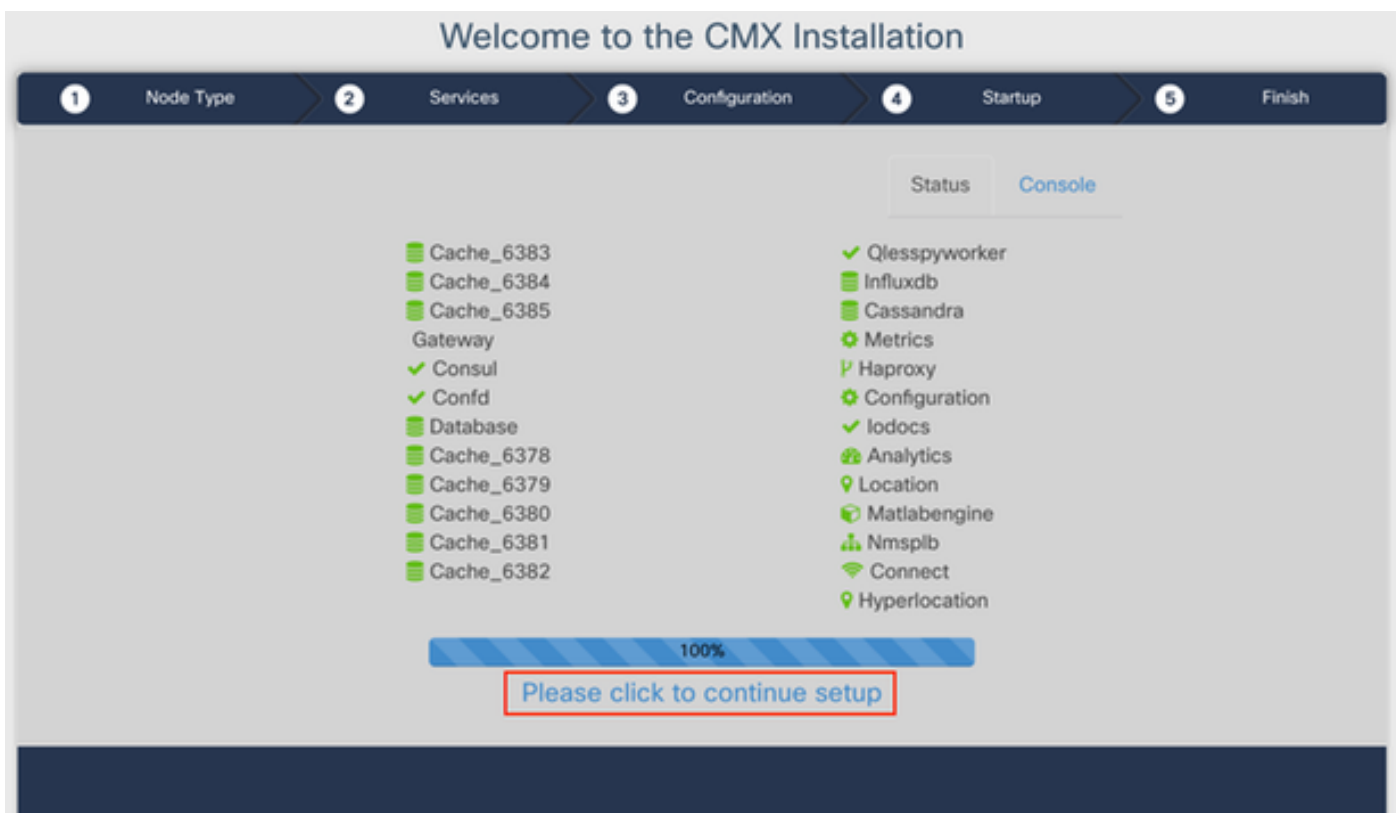 Welcome to the CMX Installation
1 Node Type 2 Services 3 Configuration 4 Startup 5 Finish
Status Console
Cache_6383
Cache_6384
Cache_6385
Gateway
Consul
Confd
Database
Cache_6378
Cache_6379
Cache_6380
Cache_6381
Cache_6382
Qlesspyworker
Influxdb
Cassandra
Metrics
Haproxy
Configuration
Iodocs
Analytics
Location
Matlabengine
Nmsplb
Connect
Hyperlocation
100%
Please click to continue setup